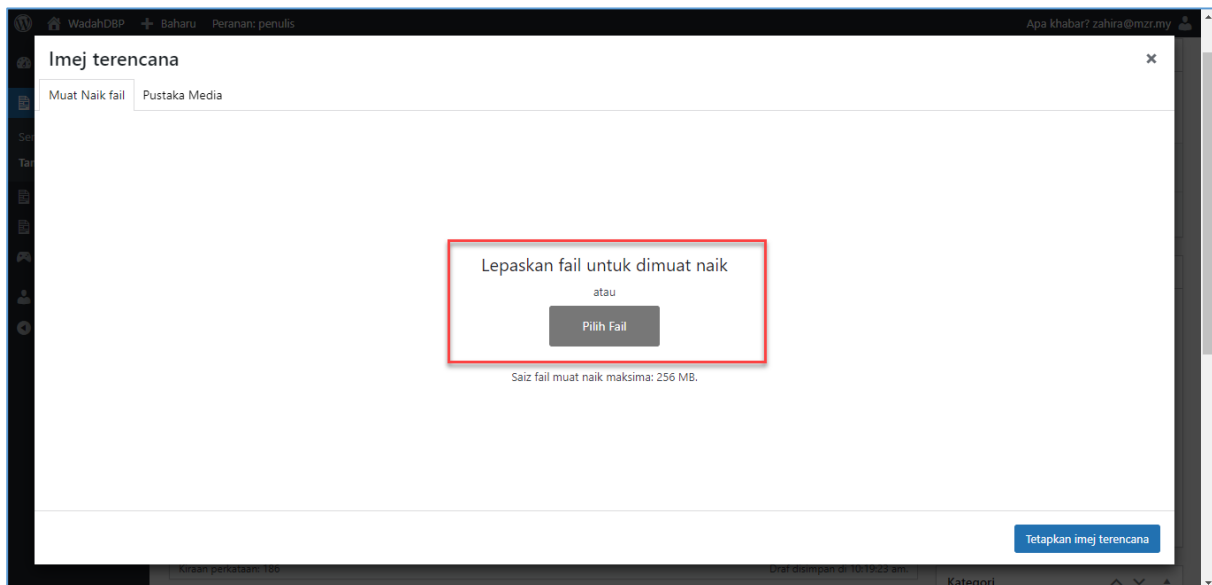 WadahDBP Baharu Peranan: penulis Apa khabar? zahira@mzr.my
Imej terencana
Muat Naik fail Pustaka Media
Lepaskan fail untuk dimuat naik
atau
Pilih Fail
Saiz fail muat naik maksima: 256 MB.
Tetapkan imej terencana
Kiraan perkataan: 186 Draf disimpan di 10:19:23 am.
Kategori